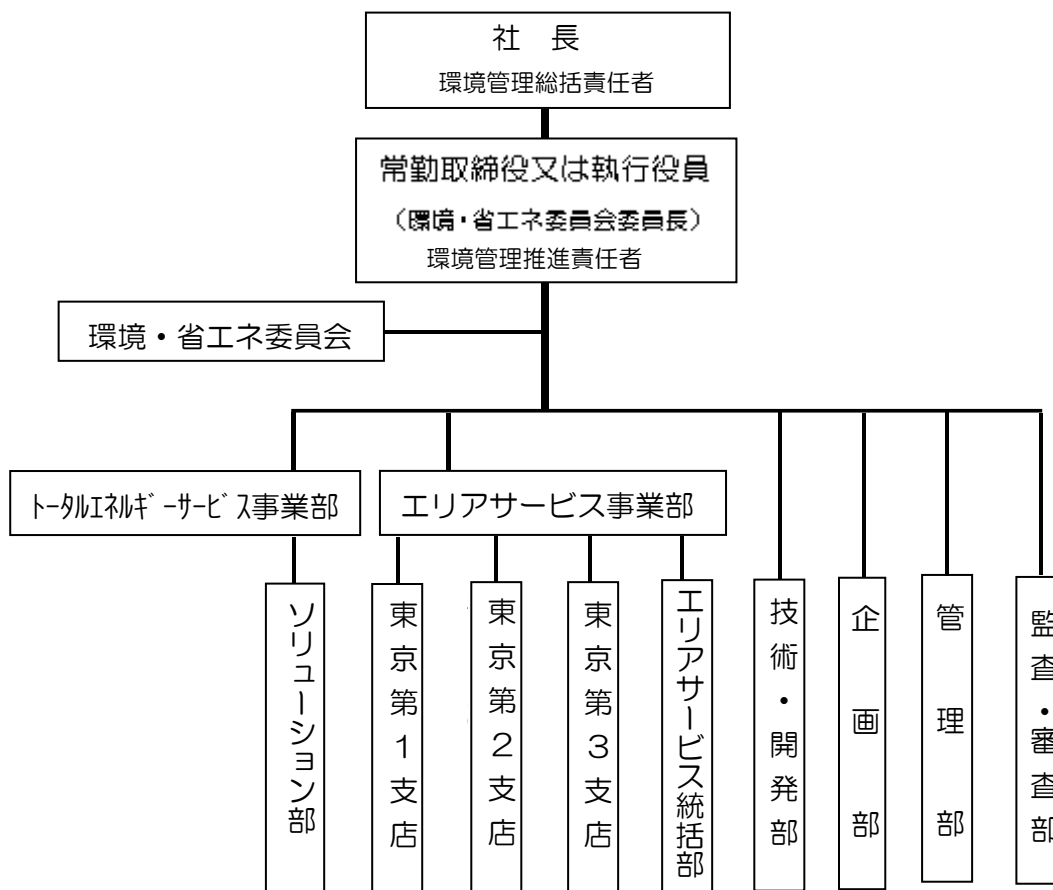 社　長
環境管理総括責任者
常勤取締役又は執行役員
（環境・省エネ委員会委員長）
環境管理推進責任者
環境・省エネ委員会
ﾄｰﾀﾙｴﾈﾙｷﾞｰｻｰﾋﾞｽ事業部
エリアサービス事業部
ソリューション部
東京第１支店
東京第２支店
東京第３支店
エリアサービス統括部
技術・開発部
企画部
管理部
監査・審査部